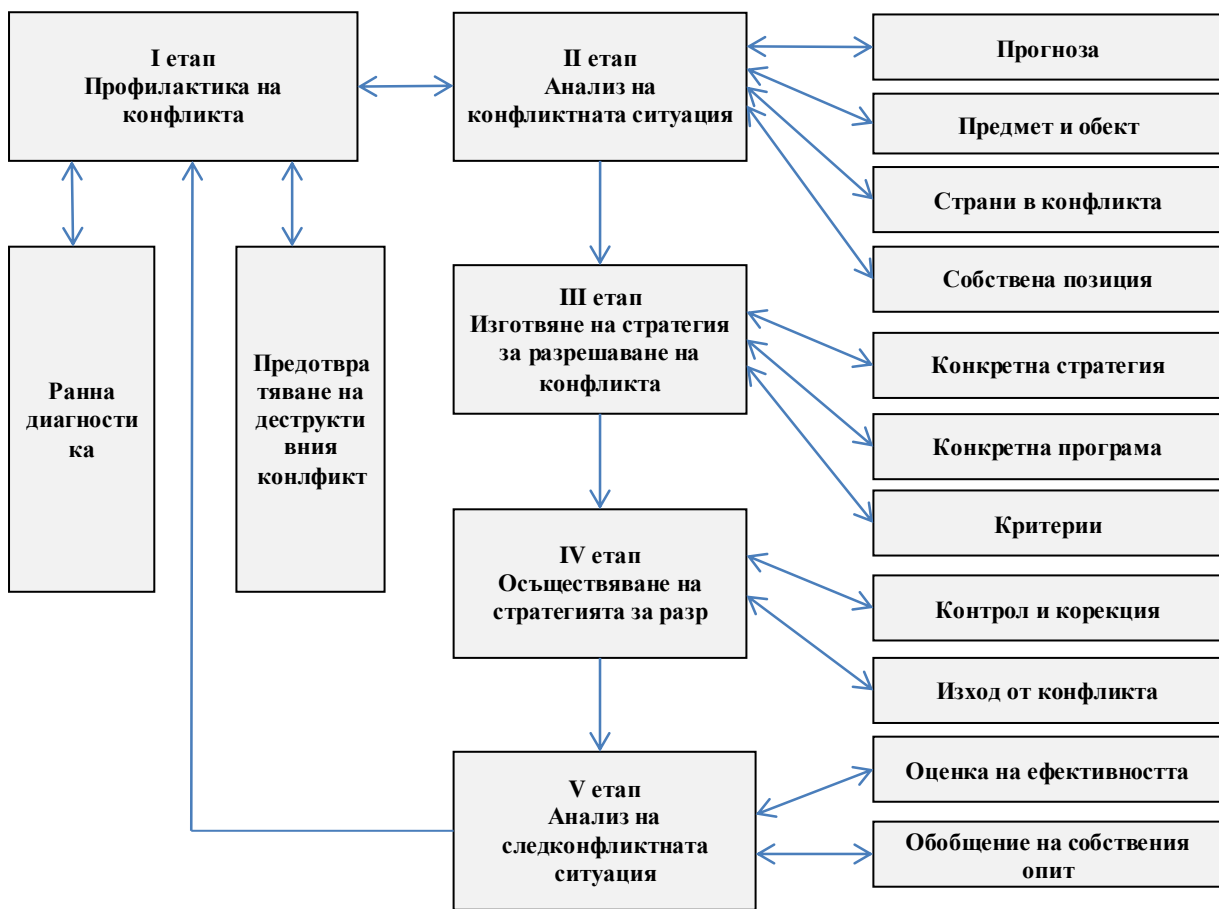 I етап
Профилактика на
конфликта
II етап
Анализ на
конфликтната ситуация
Прогноза
Предмет и обект
Страни в конфликта
Собствена позиция
Ранна
диагности
ка
Предотвра
тяване на
деструкти
вния
конлфикт
III етап
Изготвяне на стратегия
за разрешаване на
конфликта
Конкретна стратегия
Конкретна програма
Критерии
IV етап
Осъществяване на
стратегията за разр
Контрол и корекция
Изход от конфликта
V етап
Анализ на
следконфликтната
ситуация
Оценка на ефективността
Обобщение на собствения
опит